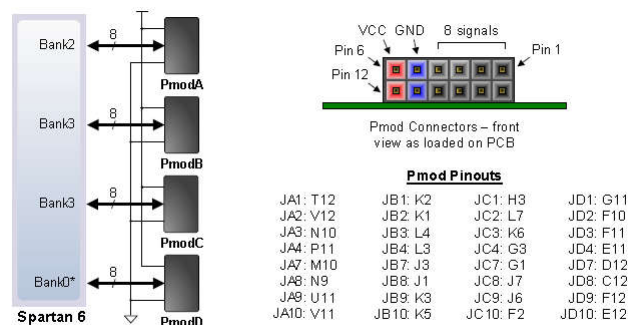 Bank2
8
PmodA
Bank3
8
PmodB
Bank3
8
PmodC
Bank0*
8
PmodD
Spartan 6
VCC GND
8 signals
Pin 6
Pin 1
Pin 12
Pmod Connectors – front
view as loaded on PCB
Pmod Pinouts
JA1: T12 JB1: K2 JC1: H3 JD1: G11
JA2: V12 JB2: K1 JC2: L7 JD2: F10
JA3: N10 JB3: L4 JC3: K6 JD3: F11
JA4: P11 JB4: L3 JC4: G3 JD4: E11
JA7: M10 JB7: J3 JC7: G1 JD7: D12
JA8: N9 JB8: J1 JC8: J7 JD8: C12
JA9: U11 JB9: K3 JC9: J6 JD9: F12
JA10: V11 JB10: K5 JC10: F2 JD10: E12